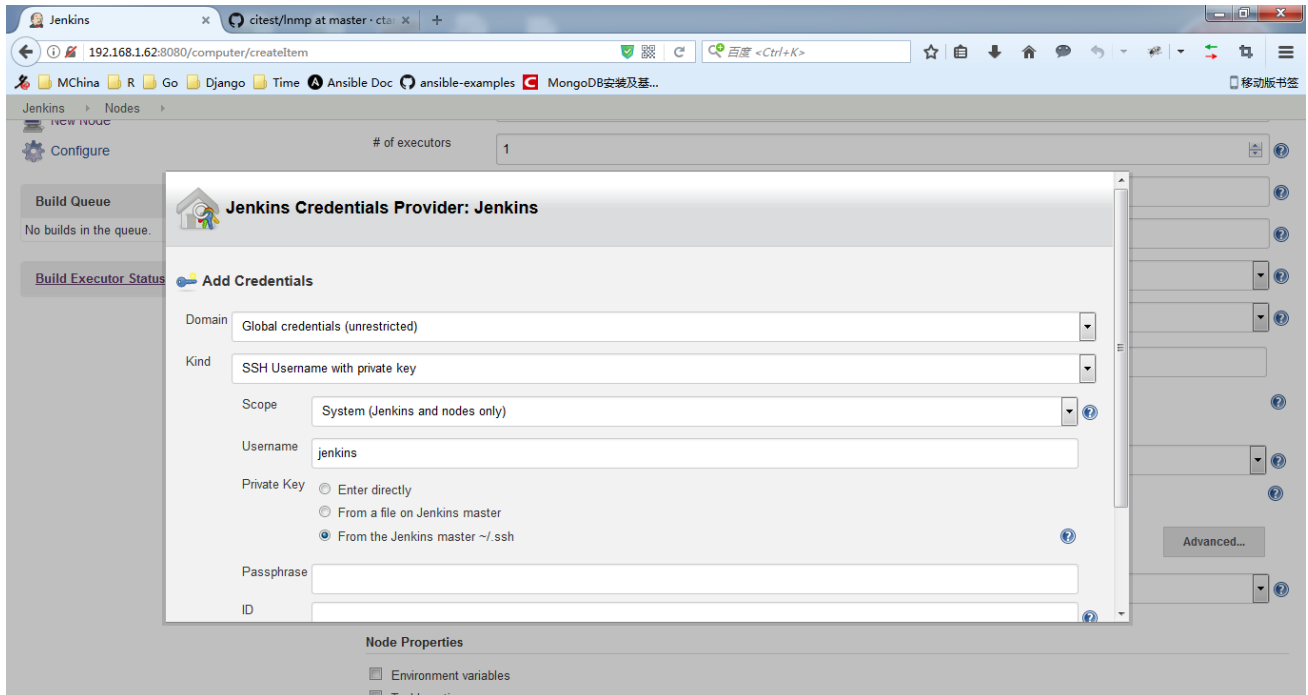 Jenkins
citest/lnmp at master · cta
192.168.1.62:8080/computer/createItem
百度 <Ctrl+K>
MChina R Go Django Time Ansible Doc ansible-examples MongoDB安装及基... 移动版书签
Jenkins Nodes
New Node
Configure
# of executors
1
Build Queue
No builds in the queue.
Build Executor Status
Jenkins Credentials Provider: Jenkins
Add Credentials
Domain
Global credentials (unrestricted)
Kind
SSH Username with private key
Scope
System (Jenkins and nodes only)
Username
jenkins
Private Key
Enter directly
From a file on Jenkins master
From the Jenkins master ~/.ssh
Advanced...
Passphrase
ID
Node Properties
Environment variables